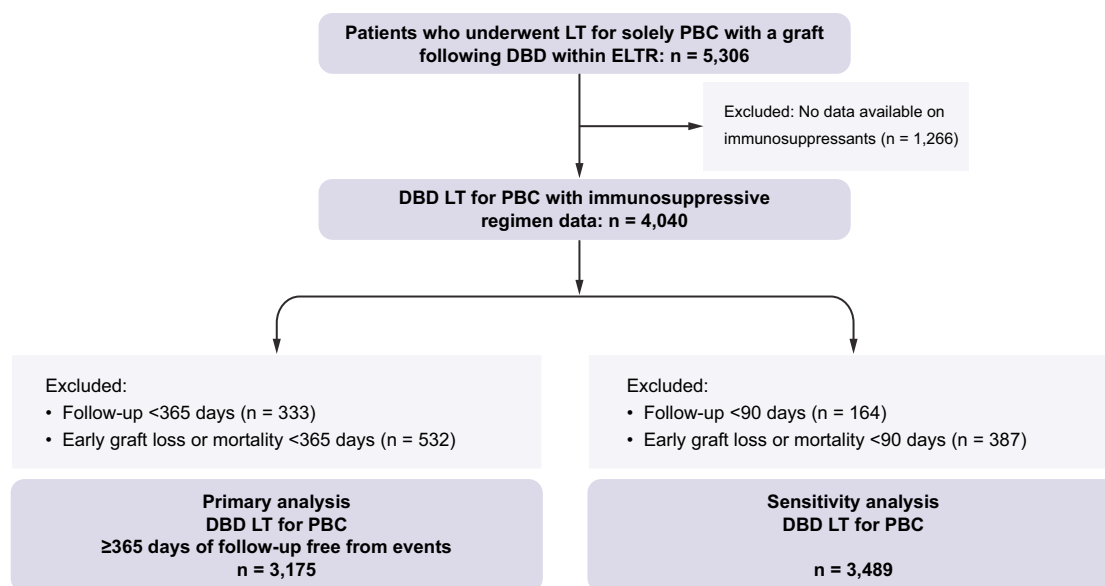 Patients who underwent LT for solely PBC with a graft
following DBD within ELTR: n = 5,306
Excluded: No data available on
immunosuppressants (n = 1,266)
DBD LT for PBC with immunosuppressive
regimen data: n = 4,040
Excluded:
• Follow-up <365 days (n = 333)
• Early graft loss or mortality <365 days (n = 532)
Excluded:
• Follow-up <90 days (n = 164)
• Early graft loss or mortality <90 days (n = 387)
Primary analysis
DBD LT for PBC
≥365 days of follow-up free from events
n = 3,175
Sensitivity analysis
DBD LT for PBC
n = 3,489